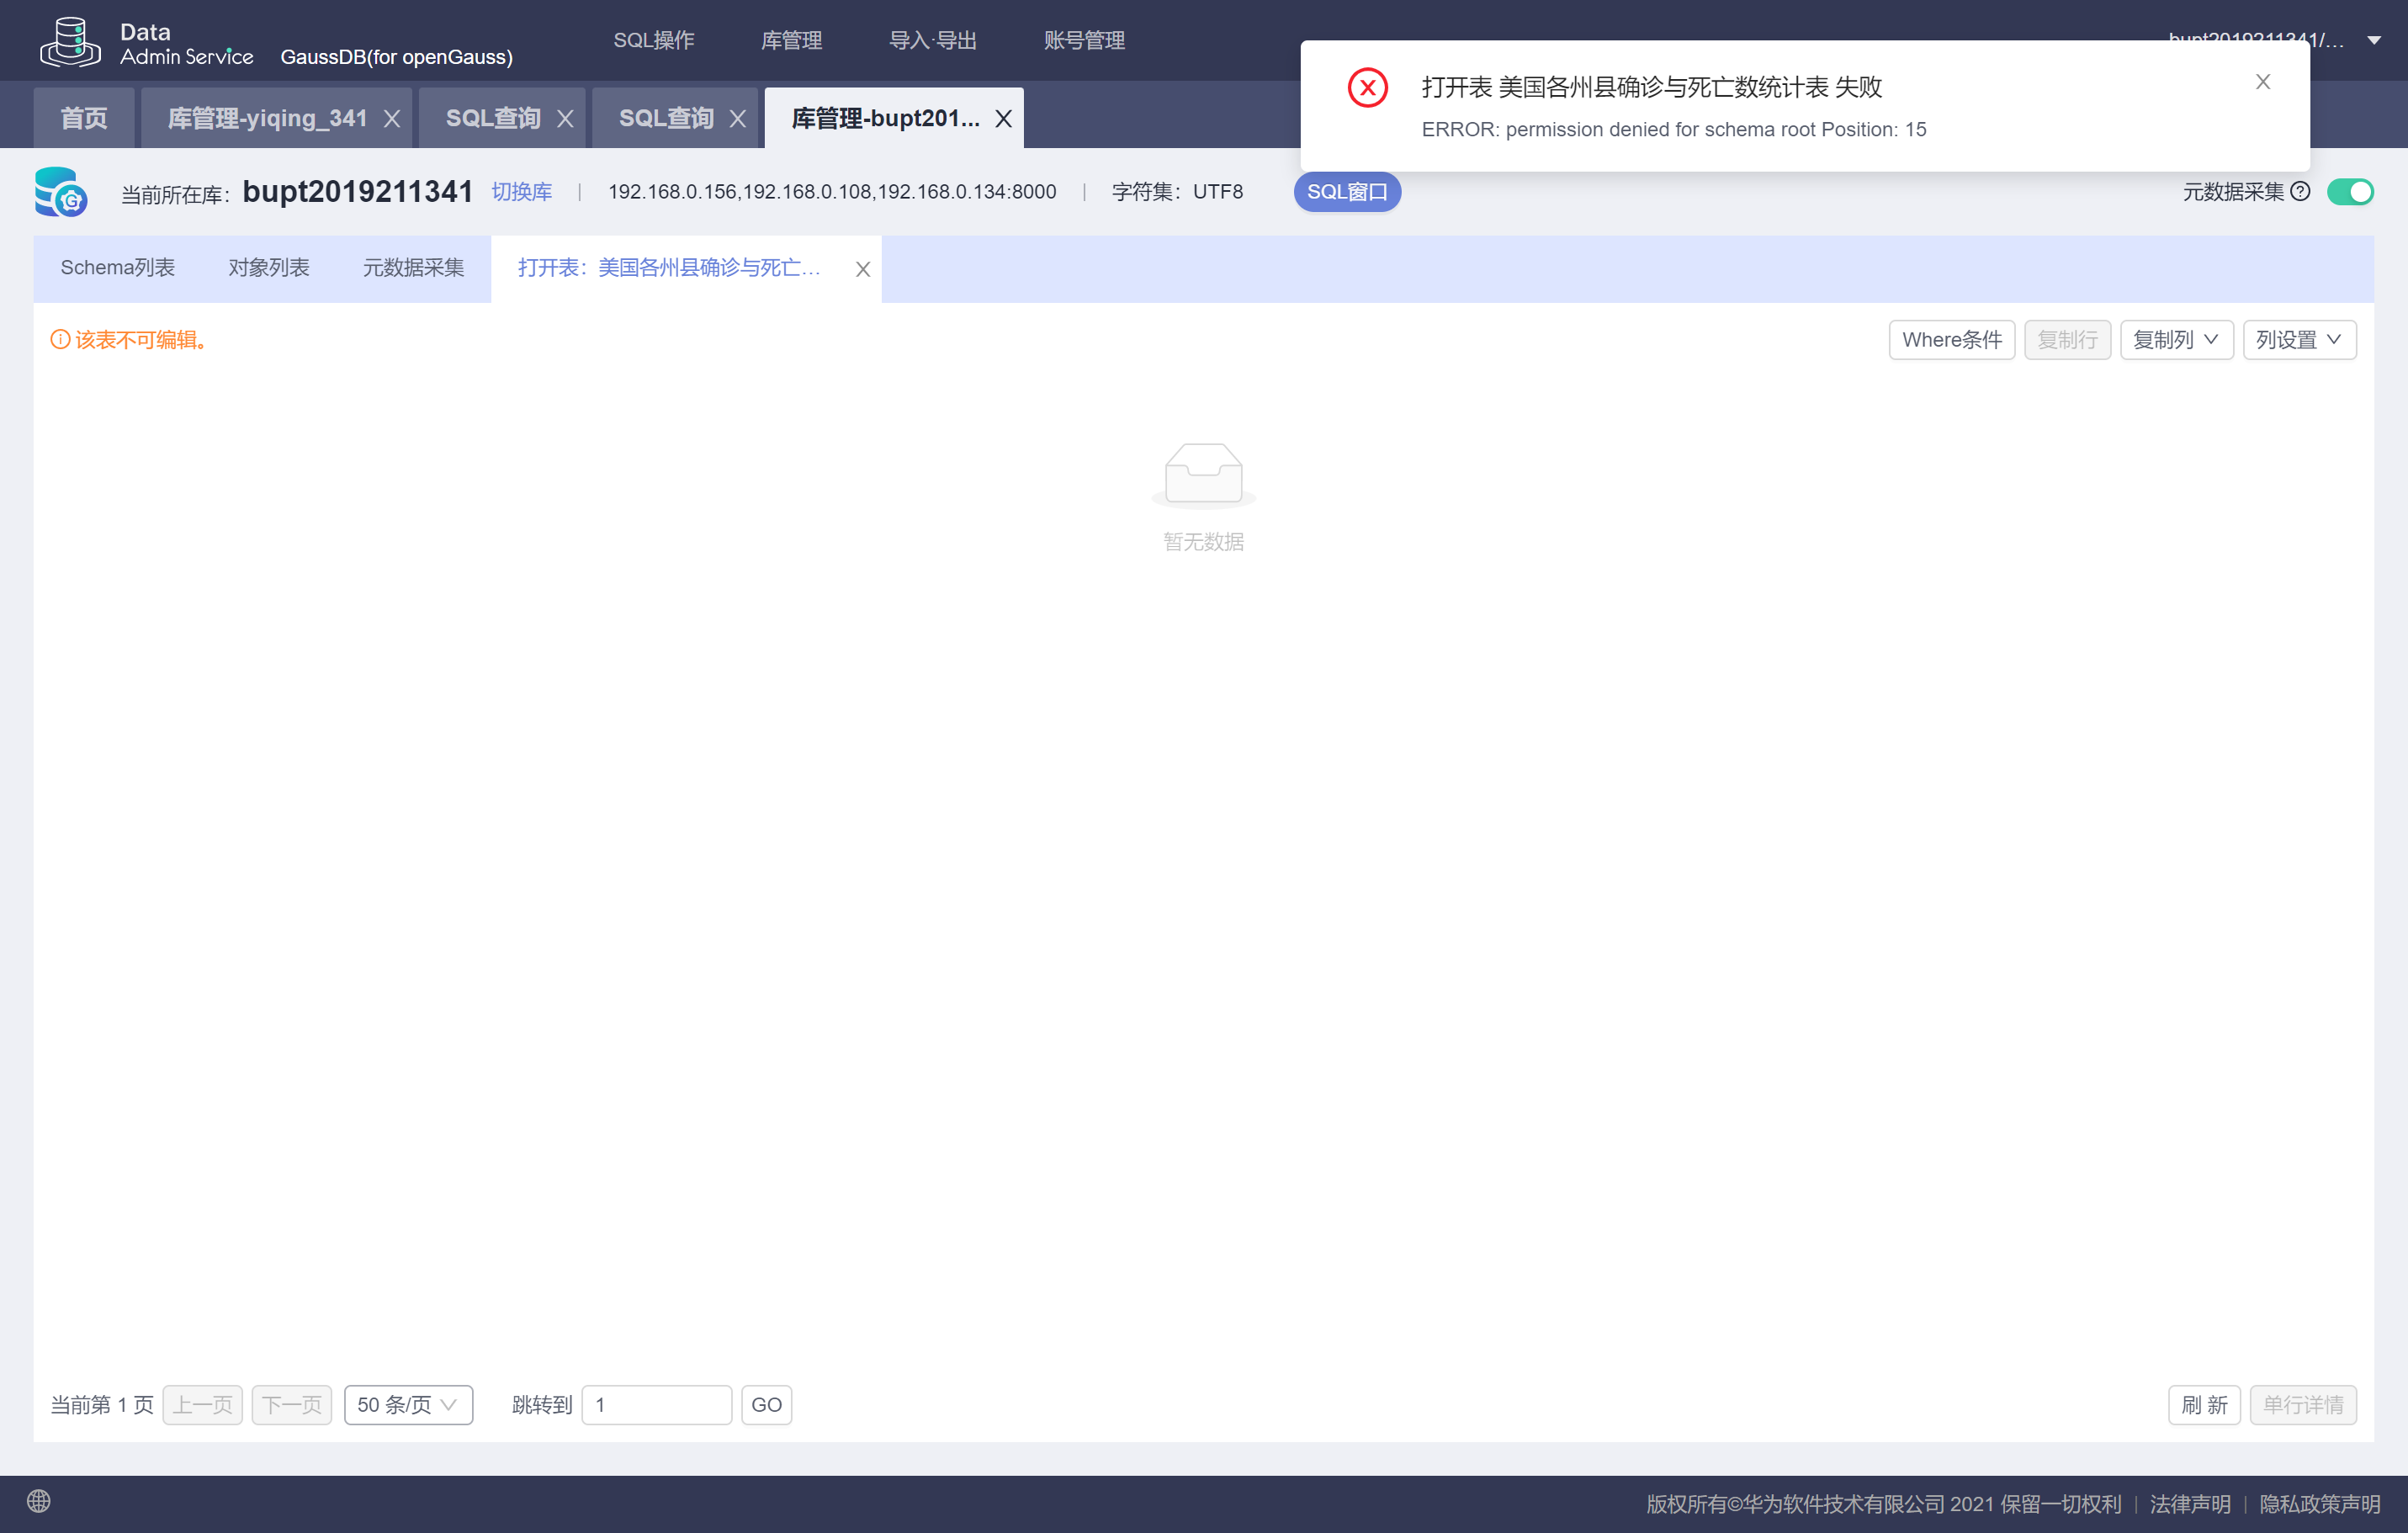 Data
Admin Service
GaussDB(for openGauss)
SQL操作
库管理
导入·导出
账号管理
打开表 美国各州县确诊与死亡数统计表 失败
ERROR: permission denied for schema root Position: 15
首页
库管理-yiqing_341
SQL查询
SQL查询
库管理-bupt201...
当前所在库：bupt2019211341 切换库 | 192.168.0.156,192.168.0.108,192.168.0.134:8000 | 字符集：UTF8
SQL窗口
元数据采集
Schema列表
对象列表
元数据采集
打开表：美国各州县确诊与死亡…
该表不可编辑。
Where条件
复制行
复制列
列设置
暂无数据
当前第 1 页
上一页
下一页
50 条/页
跳转到
1
GO
刷 新
单行详情
版权所有©华为软件技术有限公司 2021 保留一切权利 | 法律声明 | 隐私政策声明